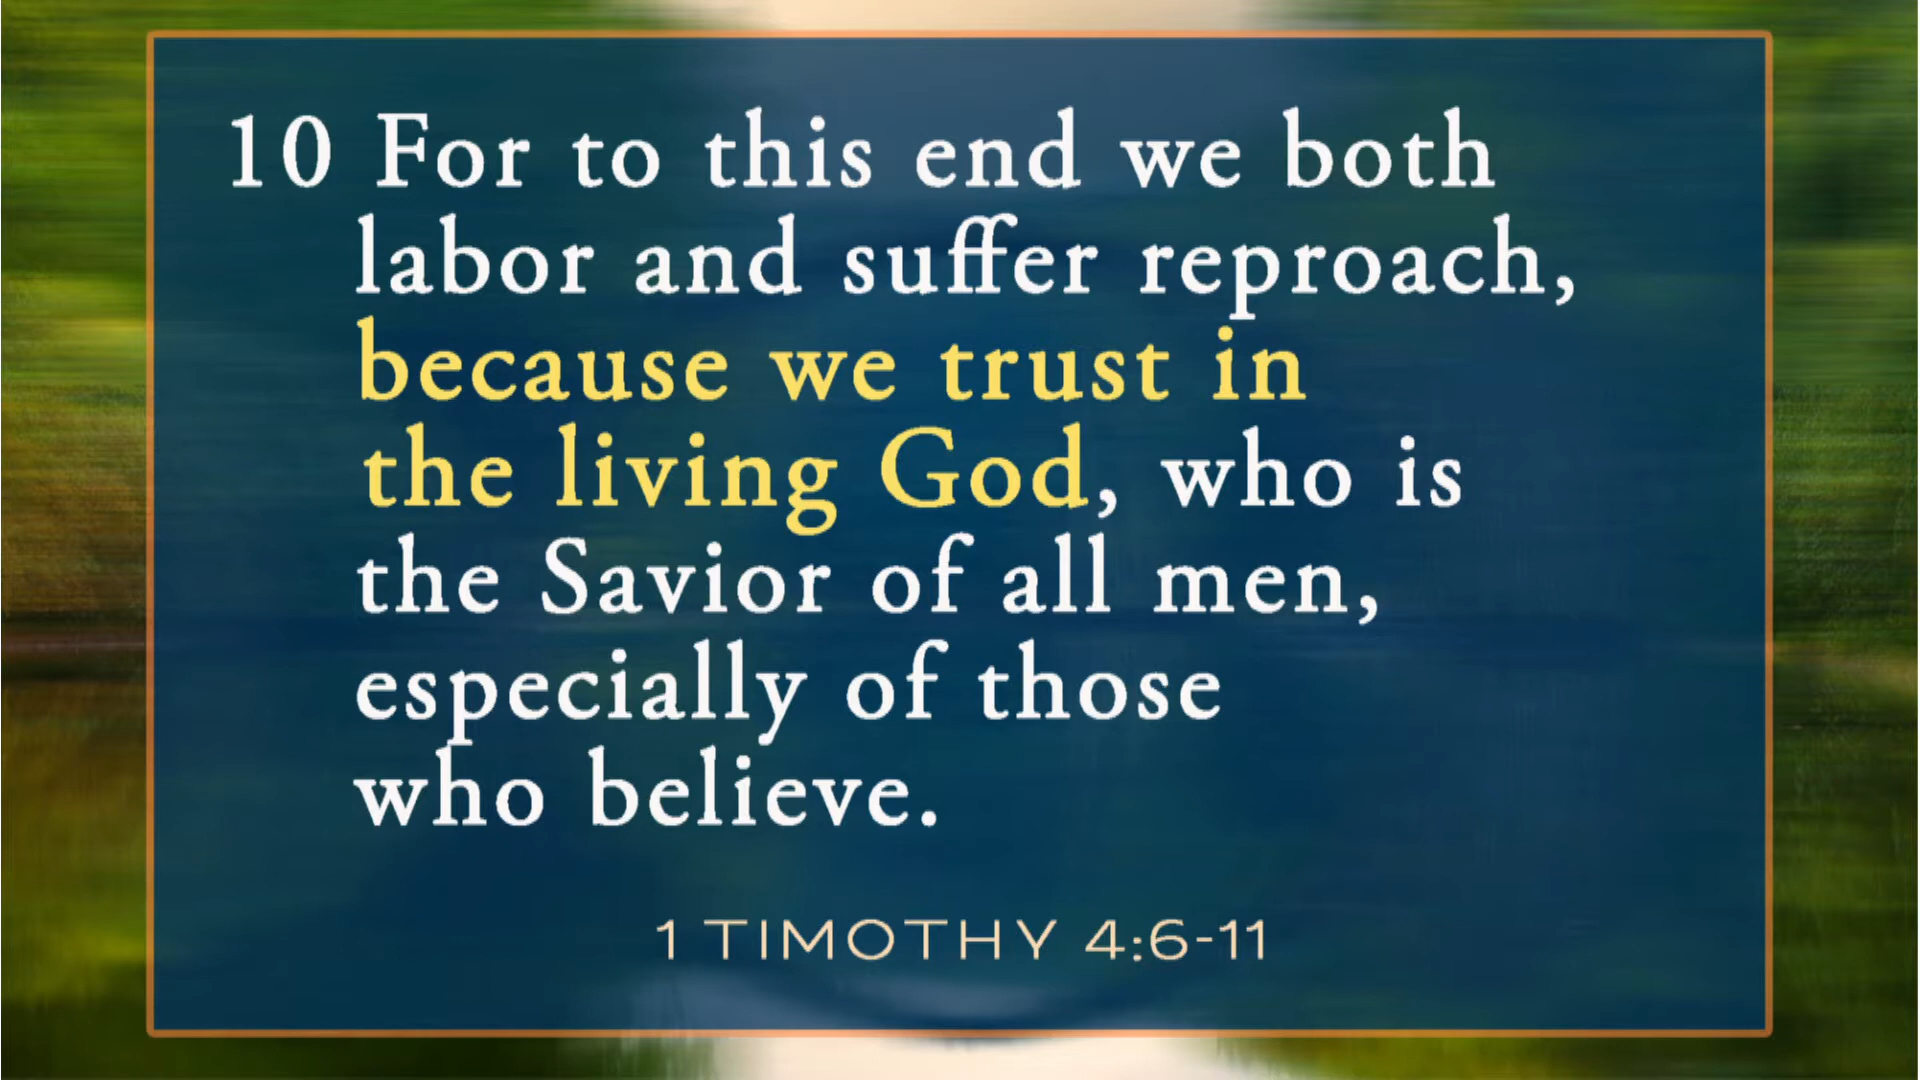 10 For to this end we both
labor and suffer reproach,
because we trust in
the living God, who is
the Savior of all men,
especially of those
who believe.
1 TIMOTHY 4:6-11